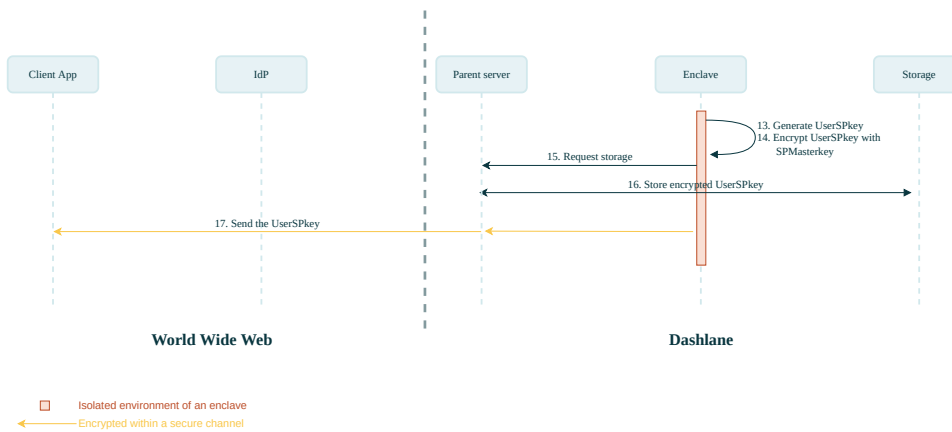 Client App
IdP
Parent server
Enclave
Storage
13. Generate UserSPkey
14. Encrypt UserSPkey with
SPMasterkey
15. Request storage
16. Store encrypted UserSPkey
17. Send the UserSPkey
World Wide Web
Dashlane
Isolated environment of an enclave
Encrypted within a secure channel